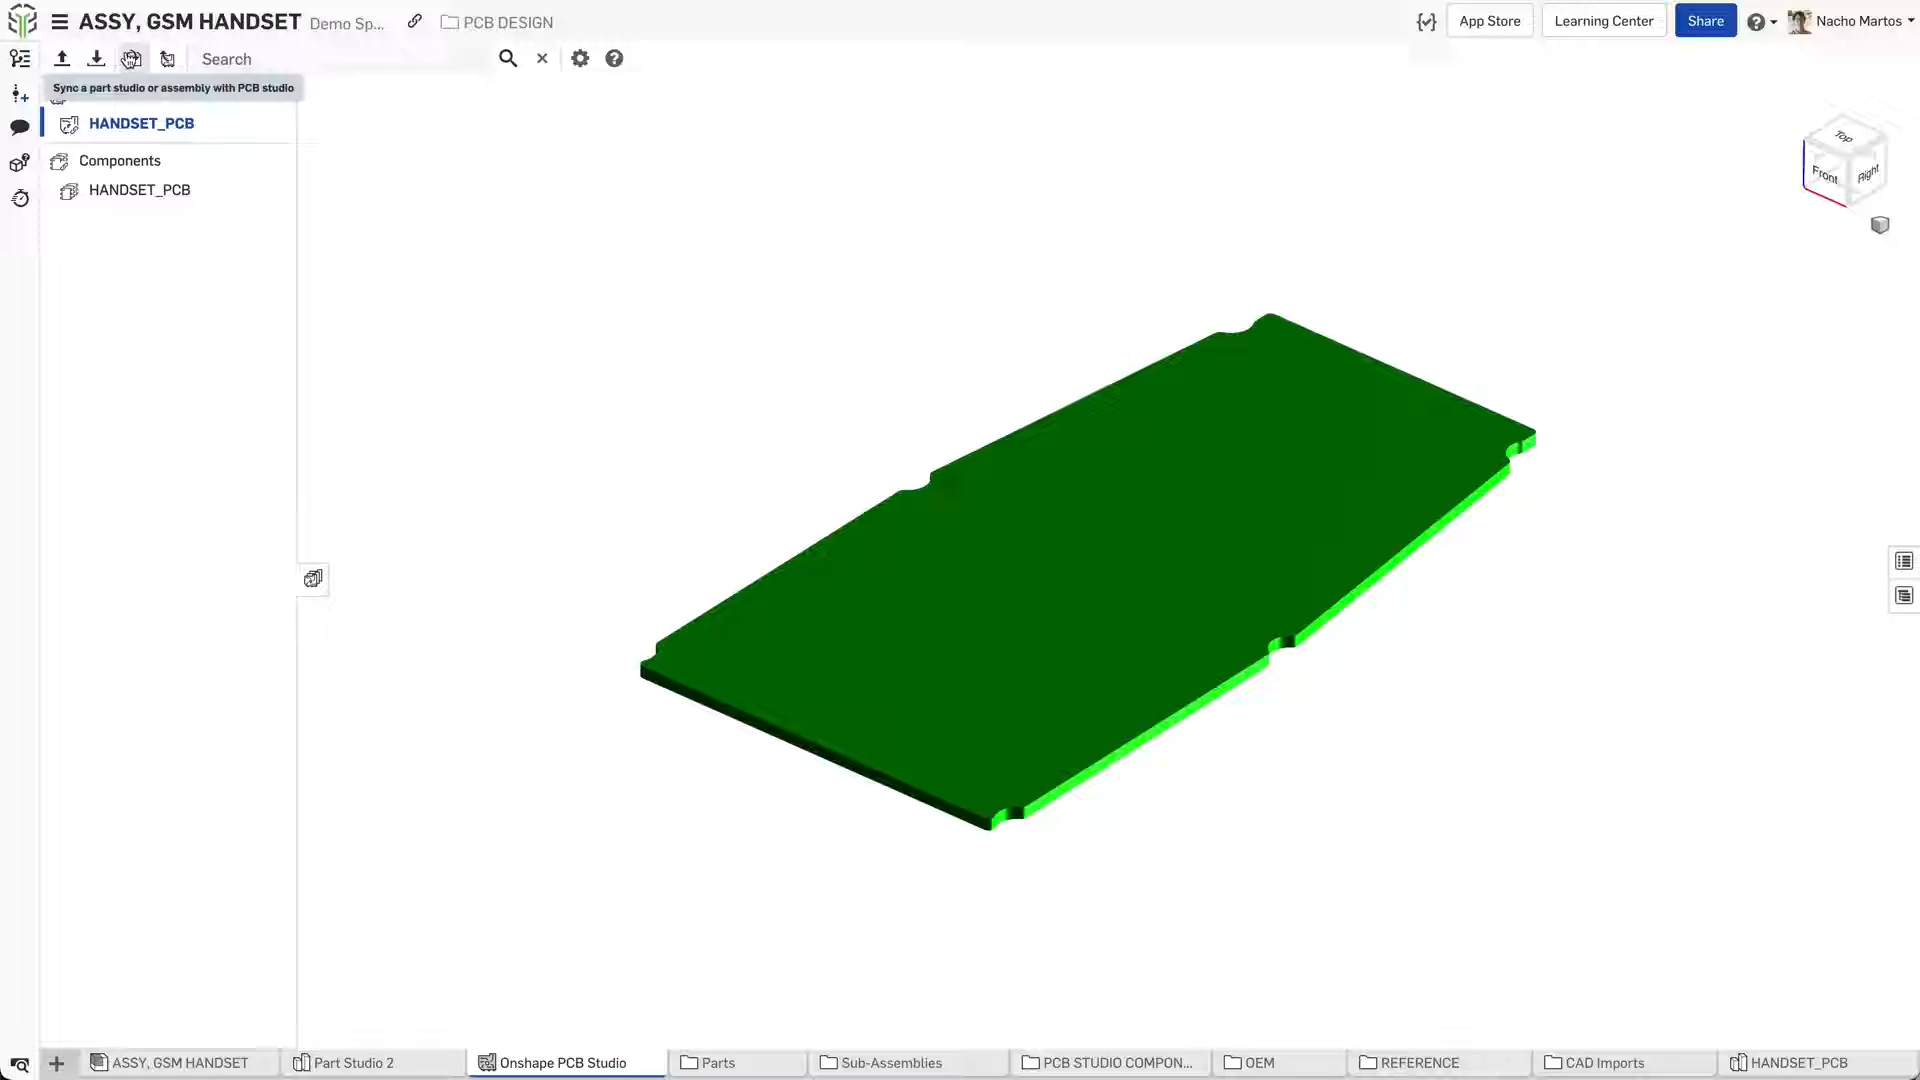 ASSY, GSM HANDSET Demo Sp... PCB DESIGN
App Store Learning Center Share Nacho Martos
Search
Sync a part studio or assembly with PCB studio
HANDSET_PCB
Components
HANDSET_PCB
Top
Front
Right
ASSY, GSM HANDSET Part Studio 2 Onshape PCB Studio Parts Sub-Assemblies PCB STUDIO COMPON... OEM REFERENCE CAD Imports HANDSET_PCB